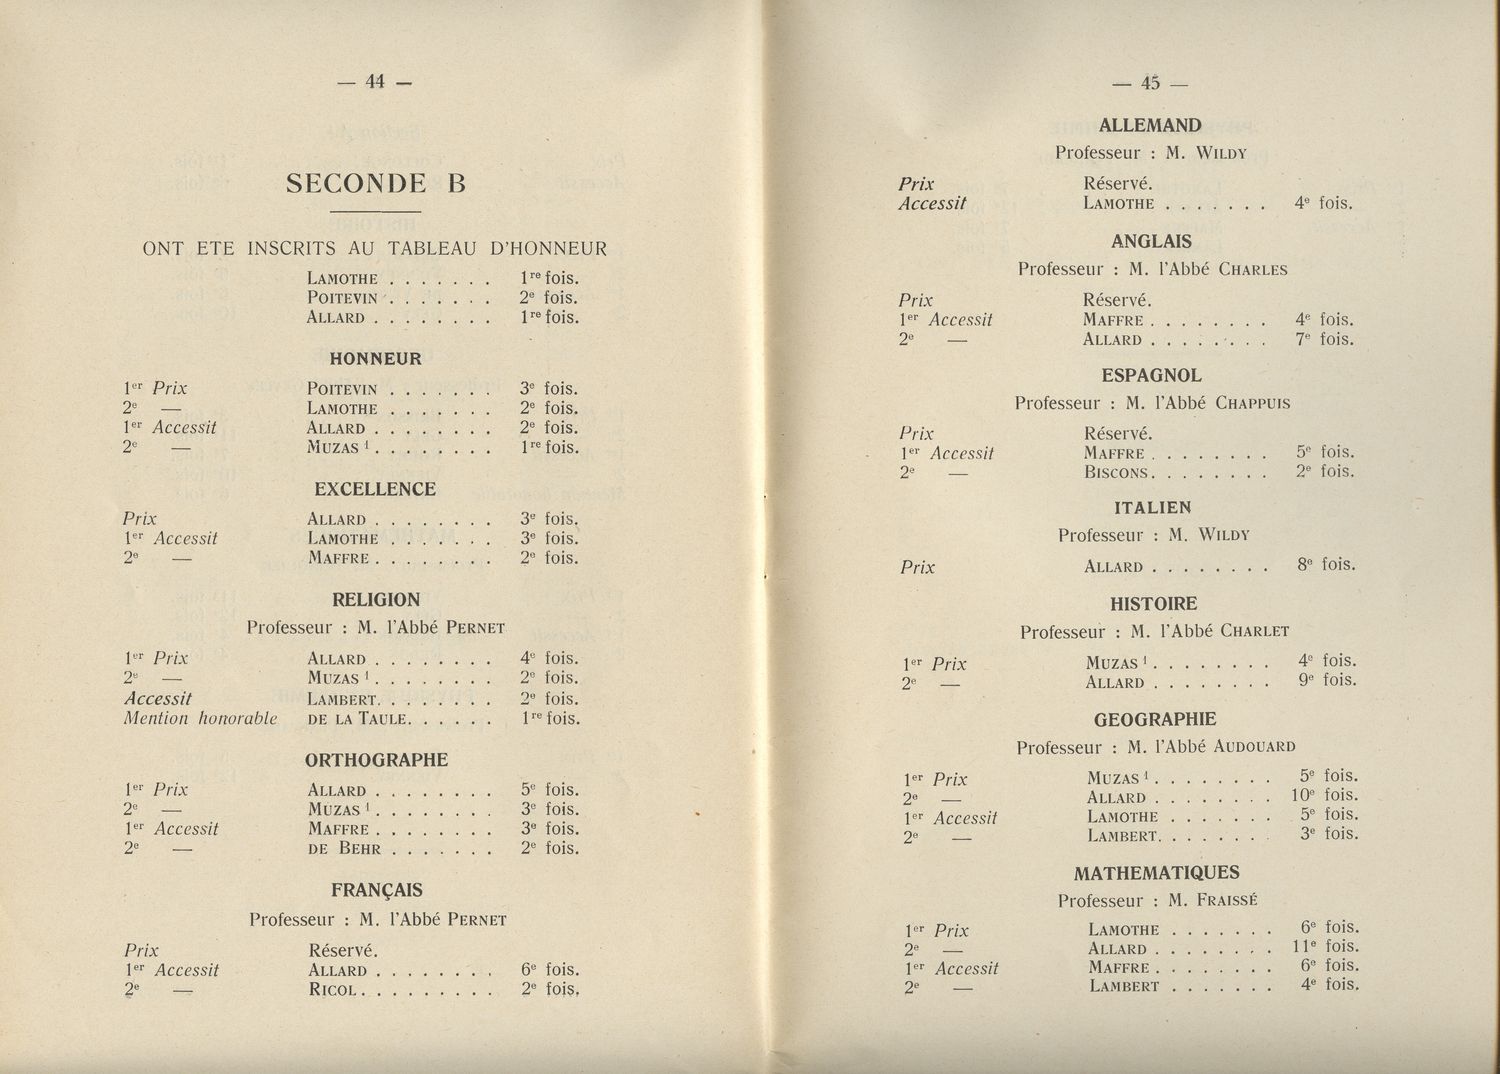 — 44 —
SECONDE B
ONT ETE INSCRITS AU TABLEAU D'HONNEUR
LAMOTHE . . . . . . . 1re fois.
POITEVIN . . . . . . . 2e fois.
ALLARD . . . . . . . . 1re fois.
HONNEUR
1er Prix POITEVIN . . . . . . . 3e fois.
2e — LAMOTHE . . . . . . . 2e fois.
1er Accessit ALLARD . . . . . . . . 2e fois.
2e — MUZAS 1 . . . . . . . . 1re fois.
EXCELLENCE
Prix ALLARD . . . . . . . . 3e fois.
1er Accessit LAMOTHE . . . . . . . 3e fois.
2e — MAFFRE . . . . . . . . 2e fois.
RELIGION
Professeur : M. l'Abbé PERNET
1er Prix ALLARD . . . . . . . . 4e fois.
2e — MUZAS 1 . . . . . . . . 2e fois.
Accessit LAMBERT. . . . . . . . 2e fois.
Mention honorable DE LA TAULE. . . . . . 1re fois.
ORTHOGRAPHE
1er Prix ALLARD . . . . . . . . 5e fois.
2e — MUZAS 1 . . . . . . . . 3e fois.
1er Accessit MAFFRE . . . . . . . . 3e fois.
2e — DE BEHR . . . . . . . 2e fois.
FRANÇAIS
Professeur : M. l'Abbé PERNET
Prix Réservé.
1er Accessit ALLARD . . . . . . . . 6e fois.
2e — RICOL. . . . . . . . . 2e fois.
— 45 —
ALLEMAND
Professeur : M. WILDY
Prix Réservé.
Accessit LAMOTHE . . . . . . . 4e fois.
ANGLAIS
Professeur : M. l'Abbé CHARLES
Prix Réservé.
1er Accessit MAFFRE . . . . . . . . 4e fois.
2e — ALLARD . . . . . . . . 7e fois.
ESPAGNOL
Professeur : M. l'Abbé CHAPPUIS
Prix Réservé.
1er Accessit MAFFRE . . . . . . . . 5e fois.
2e — BISCONS. . . . . . . . 2e fois.
ITALIEN
Professeur : M. WILDY
Prix ALLARD . . . . . . . . 8e fois.
HISTOIRE
Professeur : M. l'Abbé CHARLET
1er Prix MUZAS 1 . . . . . . . . 4e fois.
2e — ALLARD . . . . . . . . 9e fois.
GEOGRAPHIE
Professeur : M. l'Abbé AUDOUARD
1er Prix MUZAS 1 . . . . . . . . 5e fois.
2e — ALLARD . . . . . . . . 10e fois.
1er Accessit LAMOTHE . . . . . . . 5e fois.
2e — LAMBERT. . . . . . . . 3e fois.
MATHEMATIQUES
Professeur : M. FRAISSÉ
1er Prix LAMOTHE . . . . . . . 6e fois.
2e — ALLARD . . . . . . . . 11e fois.
1er Accessit MAFFRE . . . . . . . . 6e fois.
2e — LAMBERT . . . . . . . 4e fois.